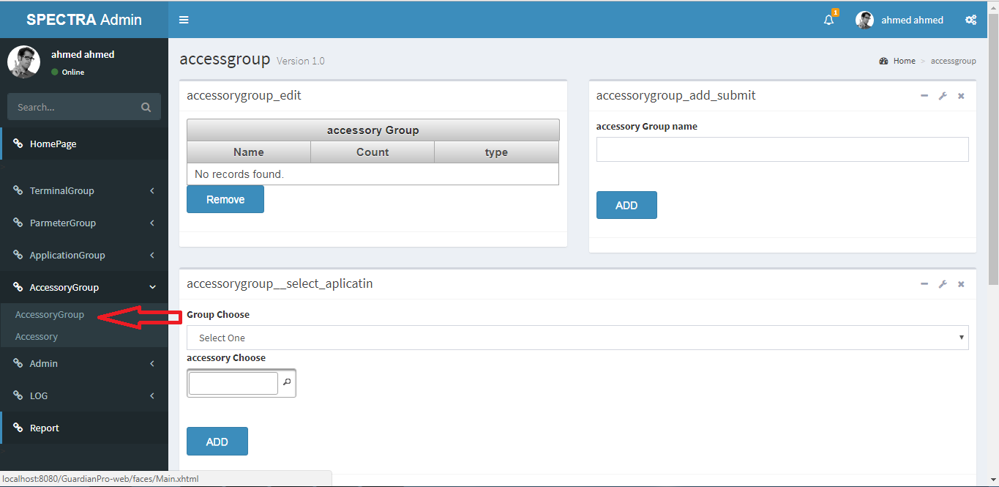 SPECTRA Admin
1
ahmed ahmed
ahmed ahmed
Online
Search...
HomePage
TerminalGroup
ParmeterGroup
ApplicationGroup
AccessoryGroup
AccessoryGroup
Accessory
Admin
LOG
Report
accessgroup Version 1.0
Home > accessgroup
accessorygroup_edit
accessory Group
Name Count type
No records found.
Remove
accessorygroup_add_submit
accessory Group name
ADD
accessorygroup__select_aplicatin
Group Choose
Select One
accessory Choose
ADD
localhost:8080/GuardianPro-web/faces/Main.xhtml